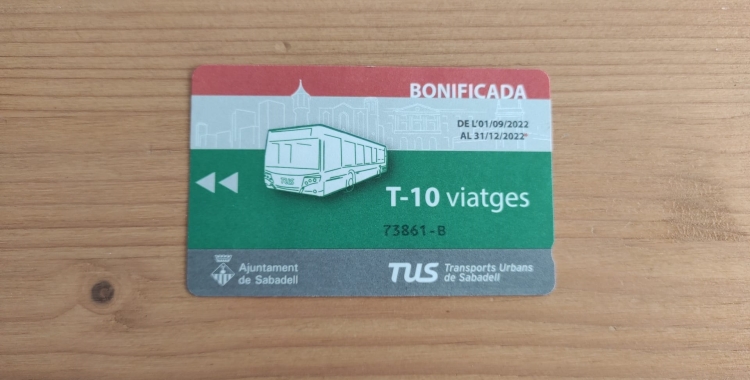 BONIFICADA
DE L'01/09/2022
AL 31/12/2022*
TUS
T-10 viatges
73861-B
Ajuntament
de Sabadell
TUS Transports Urbans
de Sabadell